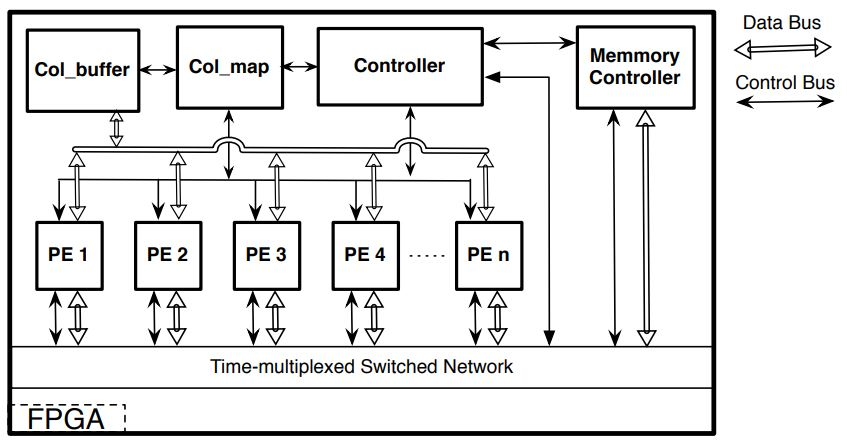 Data Bus
Control Bus
Col_buffer
Col_map
Controller
Memmory
Controller
PE 1
PE 2
PE 3
PE 4
.....
PE n
Time-multiplexed Switched Network
FPGA